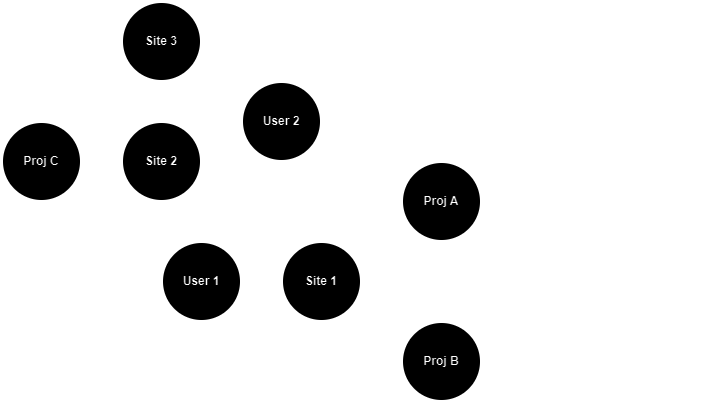 Site 3
User 2
Proj C
Site 2
Proj A
User 1
Site 1
Proj B